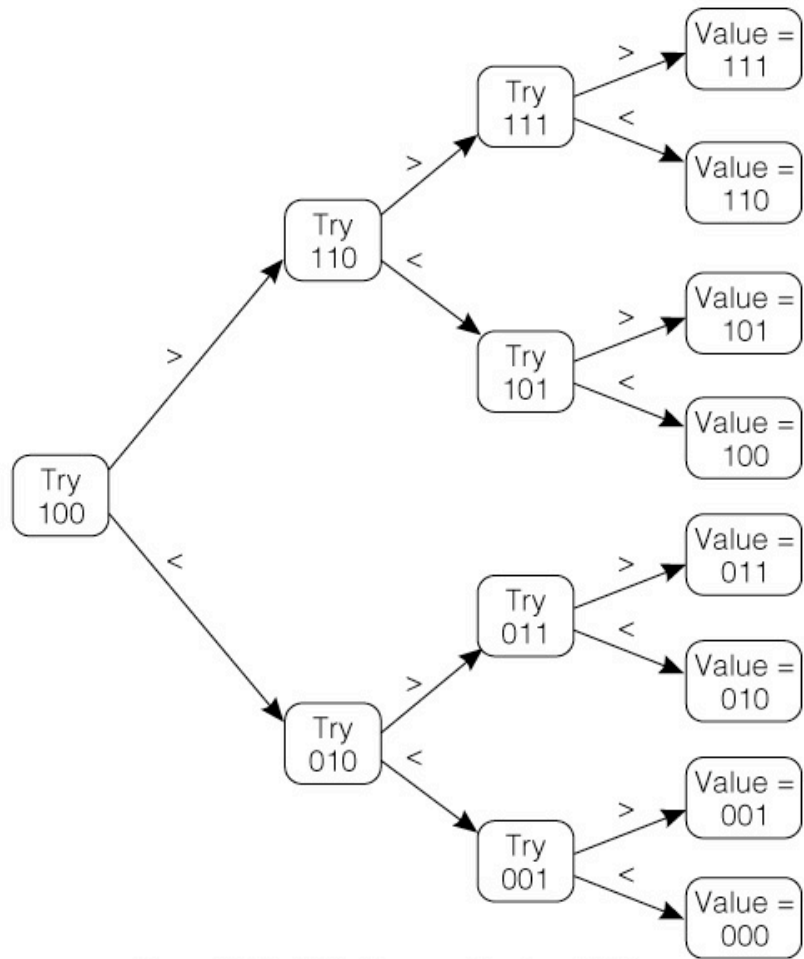 Value =
111
>
Try
111
<
Value =
110
>
Try
110
<
Value =
101
>
Try
101
<
Value =
100
>
Try
100
<
Value =
011
>
Try
011
<
Value =
010
>
Try
010
<
Value =
001
>
Try
001
<
Value =
000